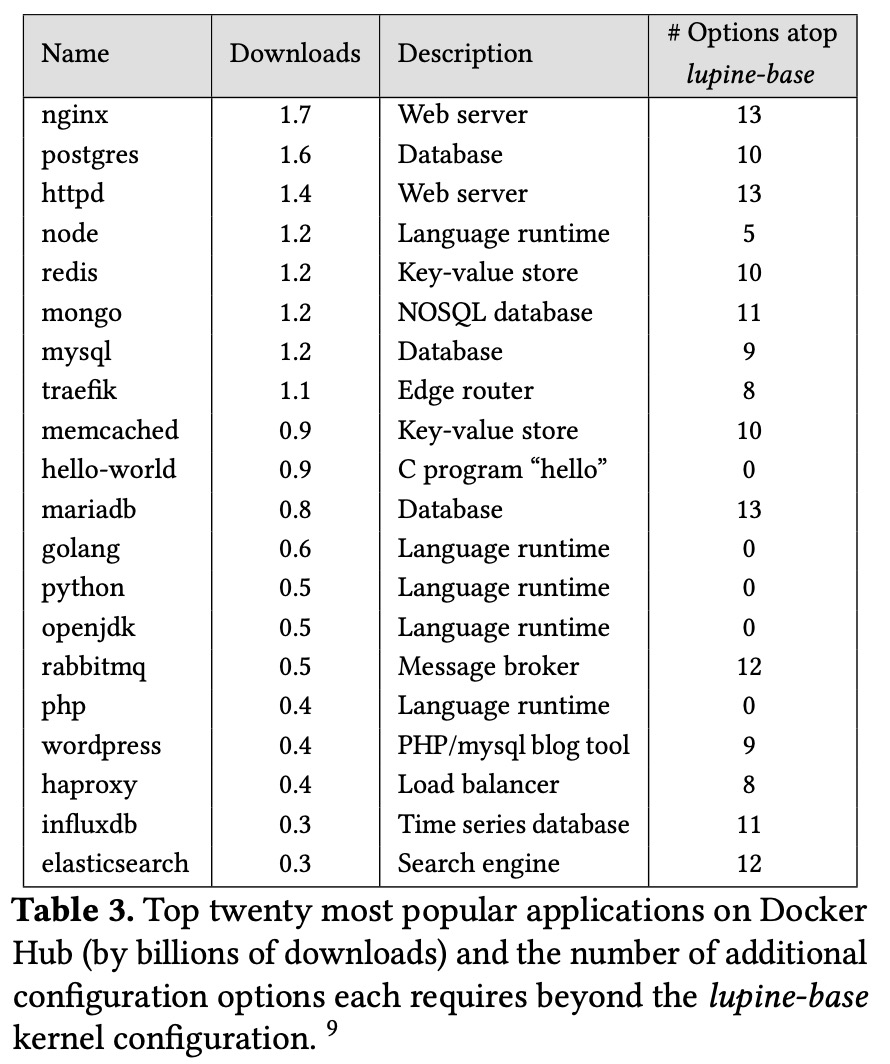 Name Downloads Description # Options atop lupine-base
nginx 1.7 Web server 13
postgres 1.6 Database 10
httpd 1.4 Web server 13
node 1.2 Language runtime 5
redis 1.2 Key-value store 10
mongo 1.2 NOSQL database 11
mysql 1.2 Database 9
traefik 1.1 Edge router 8
memcached 0.9 Key-value store 10
hello-world 0.9 C program “hello” 0
mariadb 0.8 Database 13
golang 0.6 Language runtime 0
python 0.5 Language runtime 0
openjdk 0.5 Language runtime 0
rabbitmq 0.5 Message broker 12
php 0.4 Language runtime 0
wordpress 0.4 PHP/mysql blog tool 9
haproxy 0.4 Load balancer 8
influxdb 0.3 Time series database 11
elasticsearch 0.3 Search engine 12
Table 3. Top twenty most popular applications on Docker
Hub (by billions of downloads) and the number of additional
configuration options each requires beyond the lupine-base
kernel configuration. 9